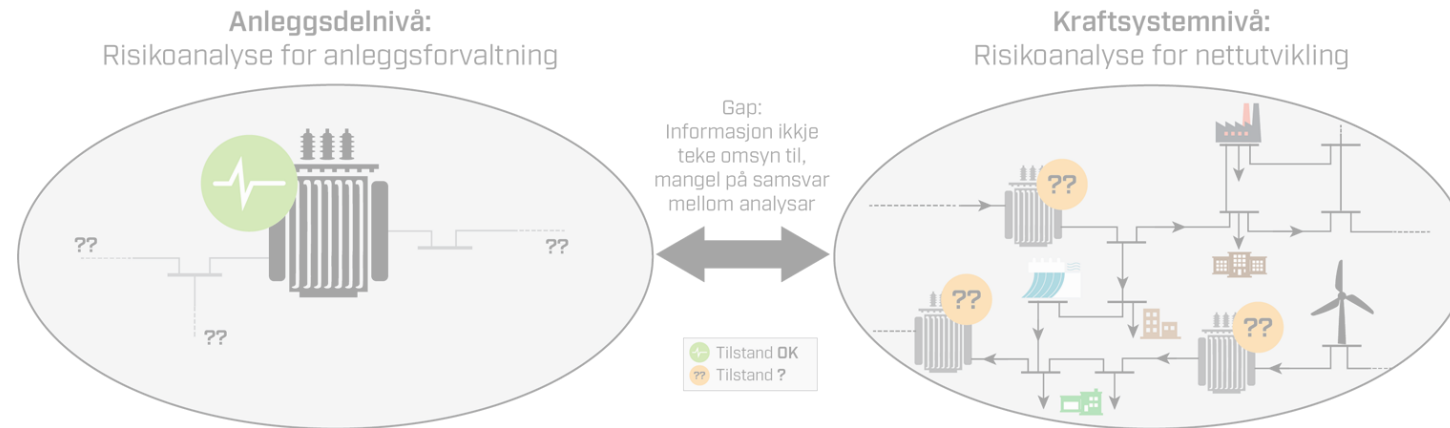 Anleggsdelnivå:
Risikoanalyse for anleggsforvaltning
Kraftsystemnivå:
Risikoanalyse for nettutvikling
Gap:
Informasjon ikkje
teke omsyn til,
mangel på samsvar
mellom analysar
??
??
??
??
??
??
Tilstand OK
?? Tilstand ?